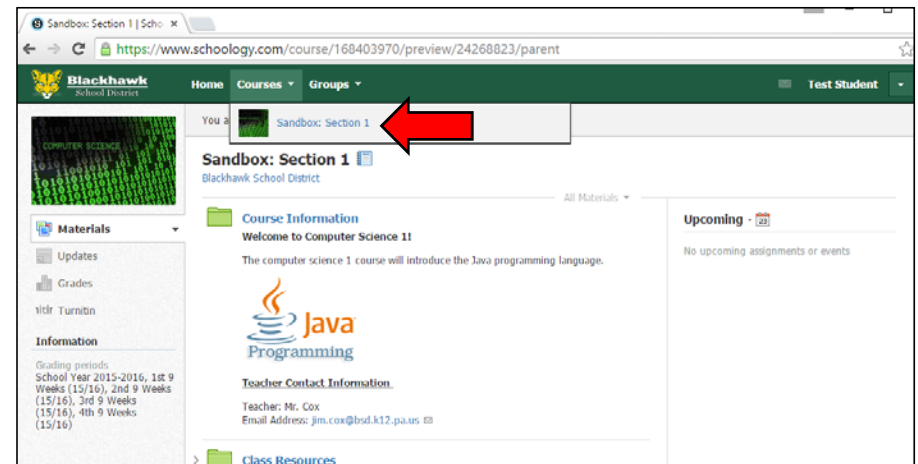 Sandbox: Section 1 | Scho
https://www.schoology.com/course/168403970/preview/24268823/parent
Blackhawk
School District
Home Courses Groups
Test Student
You a
Sandbox: Section 1
COMPUTER SCIENCE
Sandbox: Section 1
Blackhawk School District
All Materials
Materials
Updates
Grades
Turnitin
Information
Grading periods
School Year 2015-2016, 1st 9
Weeks (15/16), 2nd 9 Weeks
(15/16), 3rd 9 Weeks
(15/16), 4th 9 Weeks
(15/16)
Course Information
Welcome to Computer Science 1!
The computer science 1 course will introduce the Java programming language.
Java
Programming
Teacher Contact Information
Teacher: Mr. Cox
Email Address: jim.cox@bsd.k12.pa.us
Class Resources
Upcoming ·
23
No upcoming assignments or events